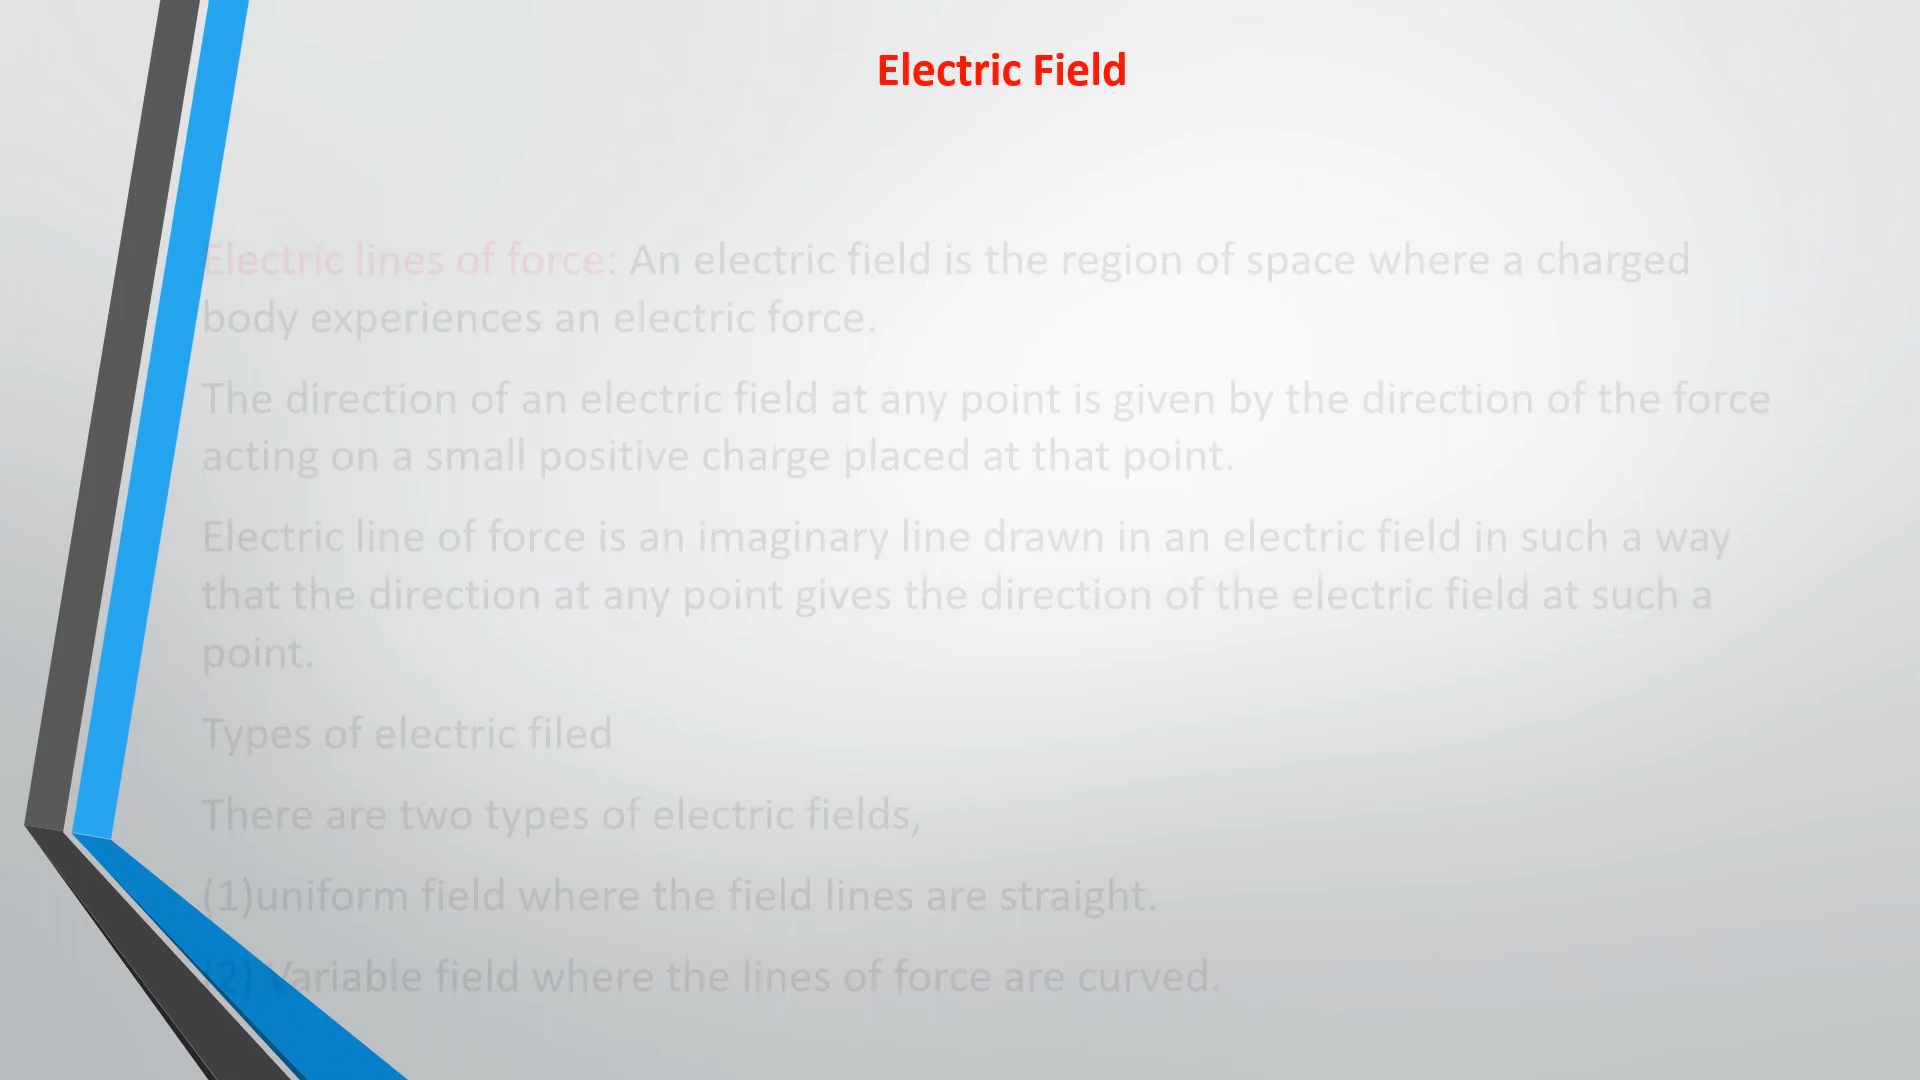 Electric Field
Electric lines of force: An electric field is the region of space where a charged
body experiences an electric force.
The direction of an electric field at any point is given by the direction of the force
acting on a small positive charge placed at that point.
Electric line of force is an imaginary line drawn in an electric field in such a way
that the direction at any point gives the direction of the electric field at such a
point.
Types of electric filed
There are two types of electric fields,
(1)uniform field where the field lines are straight.
(2) Variable field where the lines of force are curved.